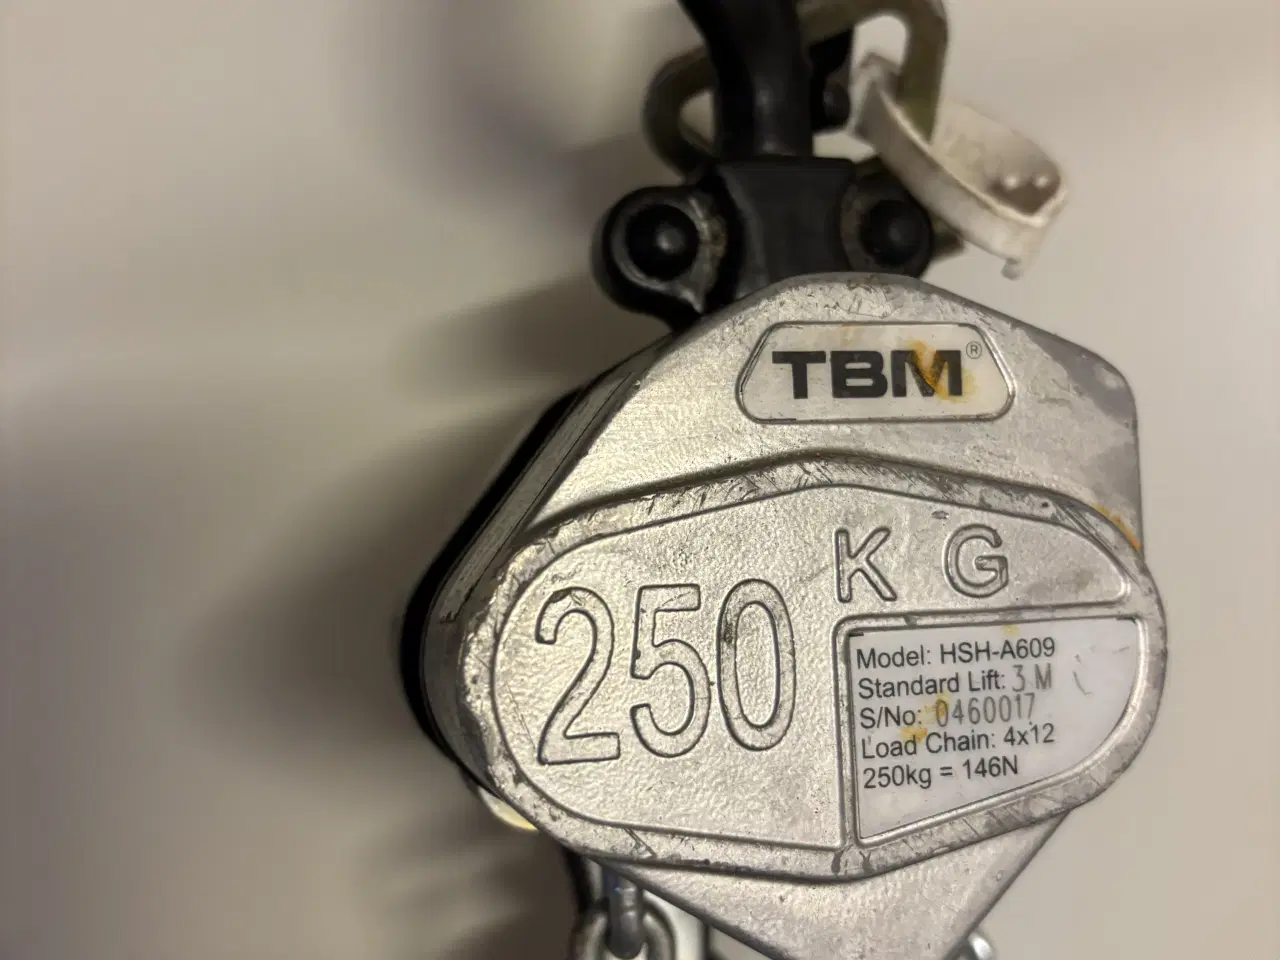 TBM®
250 KG
Model: HSH-A609
Standard Lift: 3 M
S/No: 0460017
Load Chain: 4x12
250kg = 146N